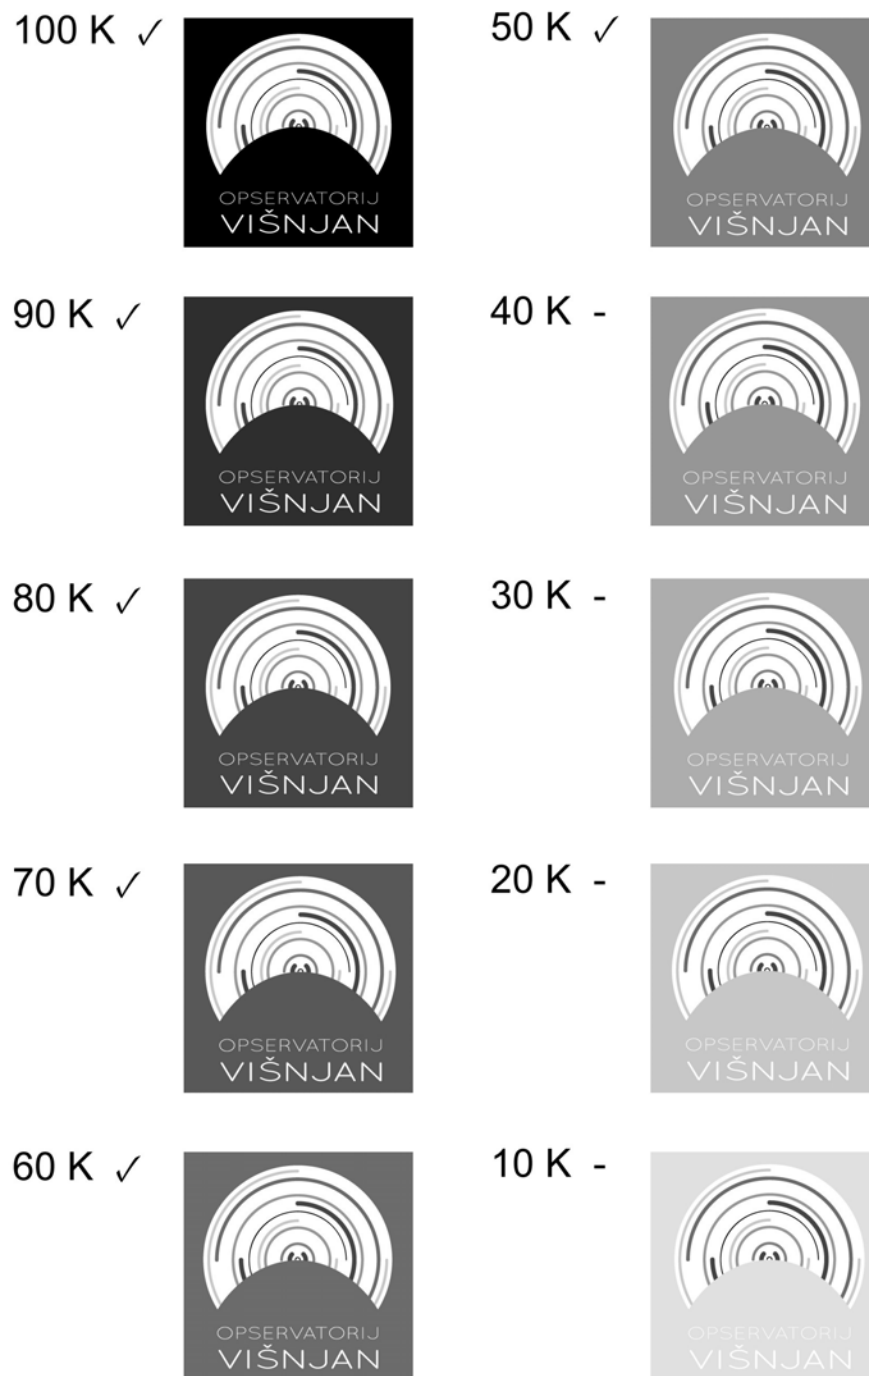 100 K ✓
OPSERVATORIJ
VIŠNJAN
90 K ✓
OPSERVATORIJ
VIŠNJAN
80 K ✓
OPSERVATORIJ
VIŠNJAN
70 K ✓
OPSERVATORIJ
VIŠNJAN
60 K ✓
OPSERVATORIJ
VIŠNJAN
50 K ✓
OPSERVATORIJ
VIŠNJAN
40 K -
OPSERVATORIJ
VIŠNJAN
30 K -
OPSERVATORIJ
VIŠNJAN
20 K -
OPSERVATORIJ
VIŠNJAN
10 K -
OPSERVATORIJ
VIŠNJAN